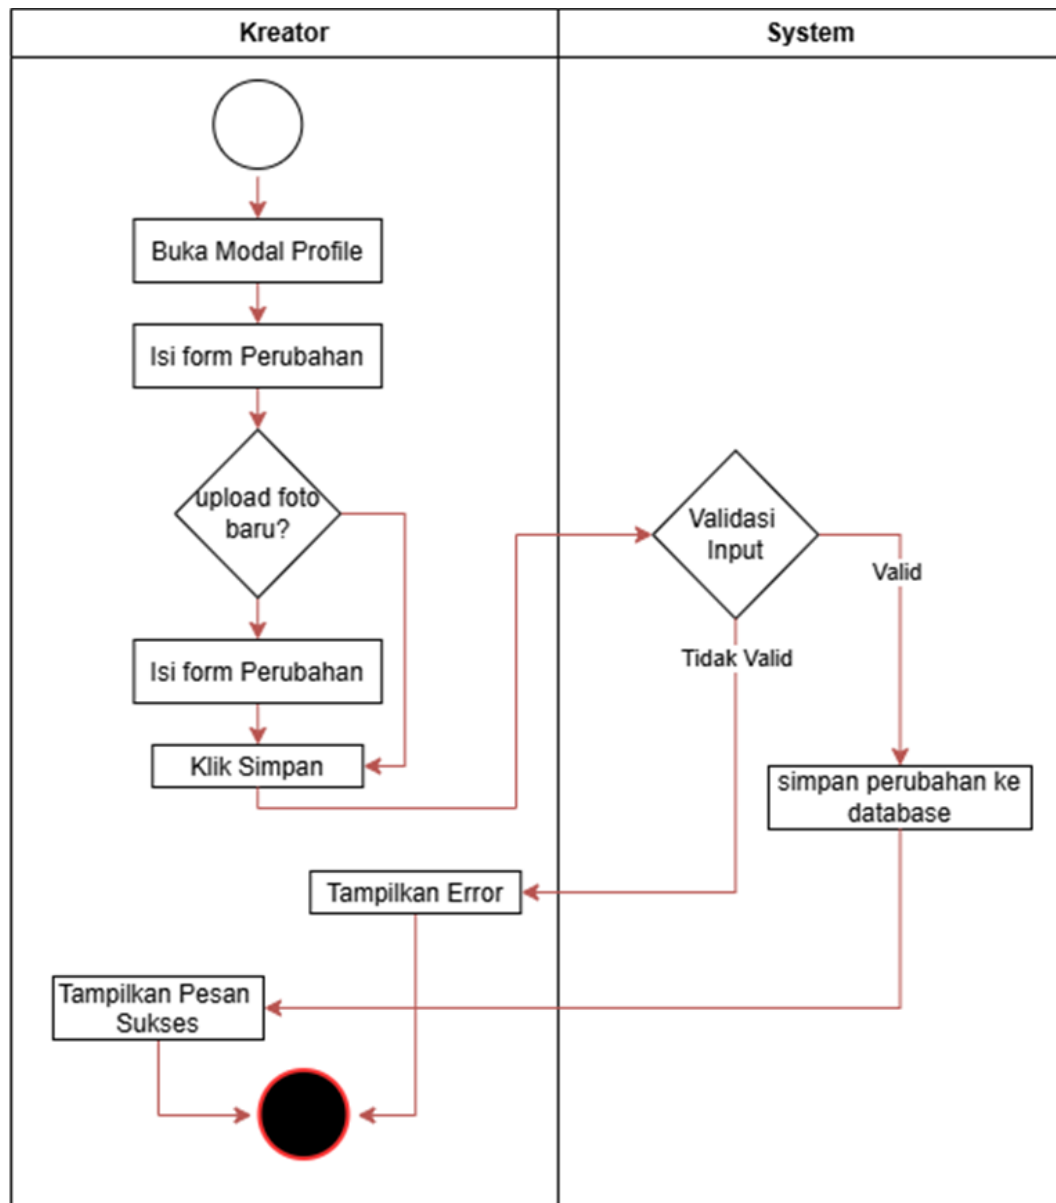 Kreator
System
Buka Modal Profile
Isi form Perubahan
upload foto
baru?
Validasi
Input
Valid
Tidak Valid
Isi form Perubahan
Klik Simpan
simpan perubahan ke
database
Tampilkan Error
Tampilkan Pesan
Sukses